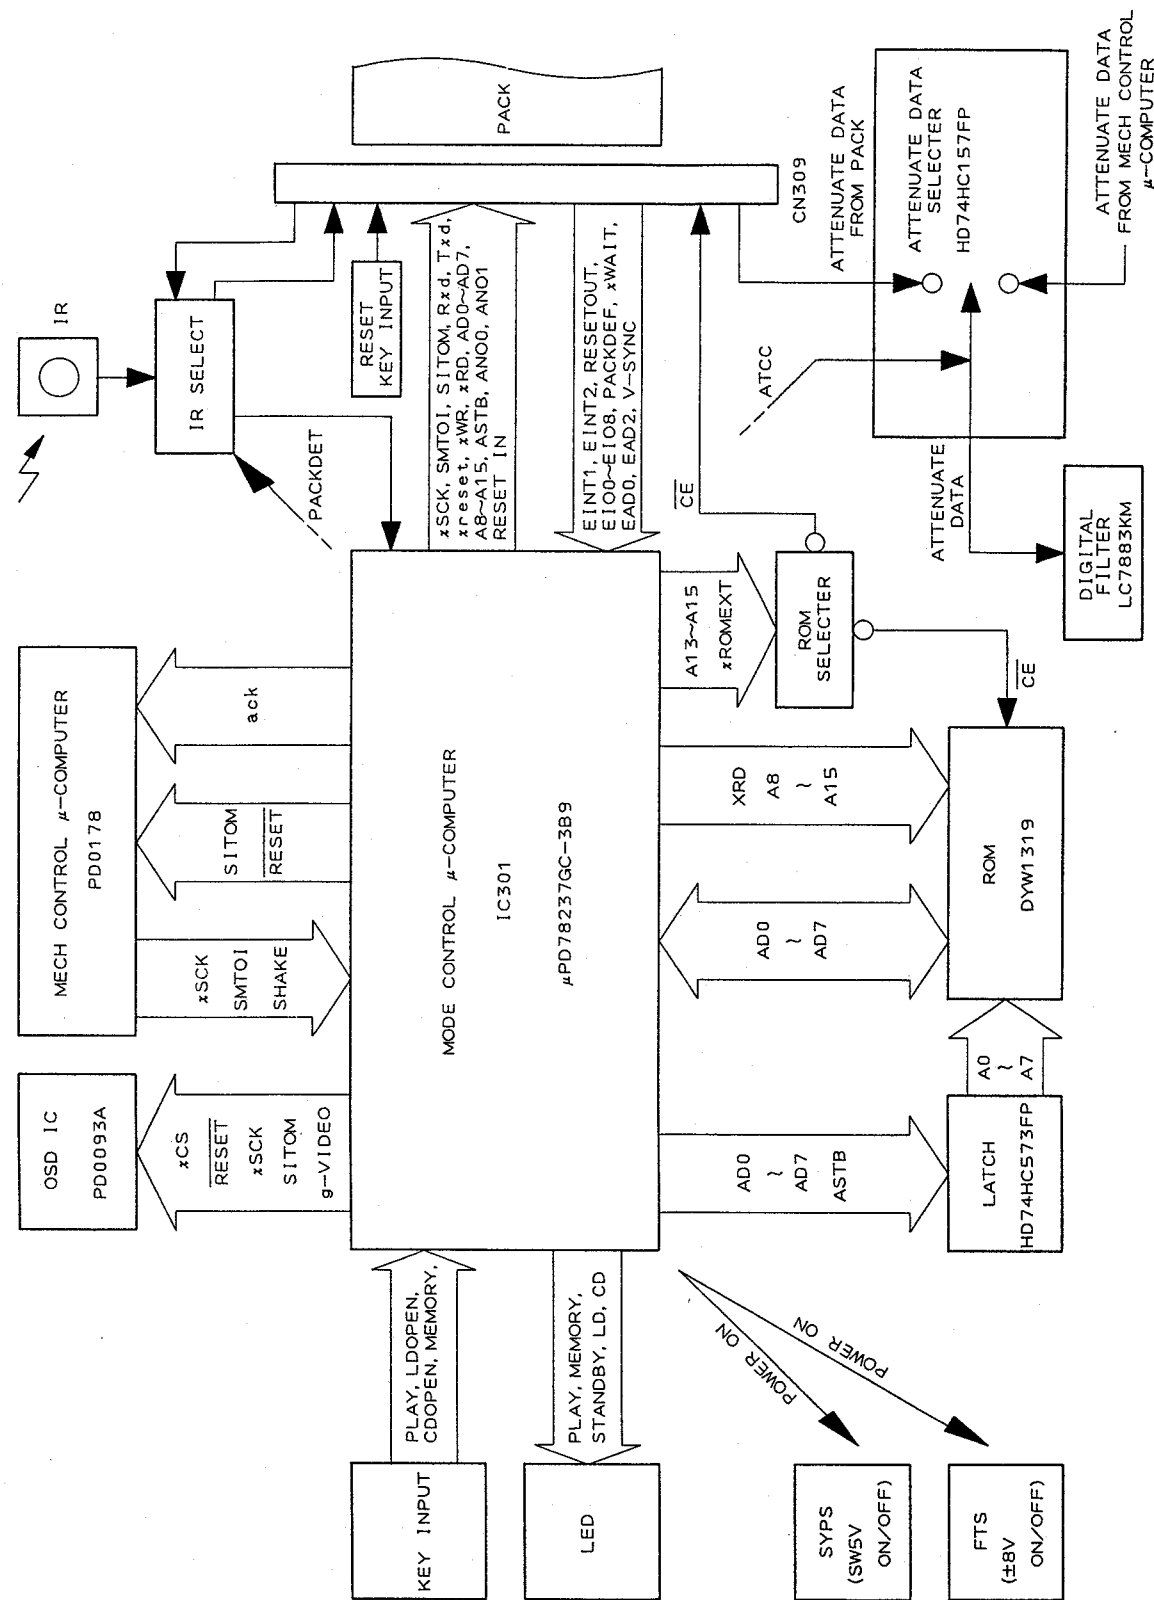 KEY INPUT
PLAY, LDOPEN,
CDOPEN, MEMORY,
LED
PLAY, MEMORY,
STANDBY, LD, CD
SYPS
(SW5V
ON/OFF)
FTS
(±8V
ON/OFF)
POWER ON
POWER ON
OSD IC
PD0093A
xCS
RESET
xSCK
SITOM
g-VIDEO
MECH CONTROL μ-COMPUTER
PD0178
xSCK
SMTOI
SHAKE
SITOM
RESET
ack
MODE CONTROL μ-COMPUTER
IC301
μPD78237GC-3B9
AD0
~
AD7
ASTB
LATCH
HD74HC573FP
A0
~
A7
AD0
~
AD7
XRD
A8
~
A15
ROM
DYW1319
CE
A13~A15
xROMEXT
ROM
SELECTER
CE
IR
IR SELECT
PACKDET
RESET
KEY INPUT
xSCK, SMTOI, SITOM, Rxd, Txd,
xreset, xWR, xRD, AD0~AD7,
A8~A15, ASTB, ANO0, ANO1
RESET IN
EINT1, EINT2, RESETOUT,
EIO0~EIO8, PACKDEF, xWAIT,
EAD0, EAD2, V-SYNC
PACK
CN309
ATTENUATE DATA
FROM PACK
ATCC
ATTENUATE DATA
SELECTER
HD74HC157FP
ATTENUATE
DATA
DIGITAL
FILTER
LC7883KM
ATTENUATE DATA
FROM MECH CONTROL
μ-COMPUTER